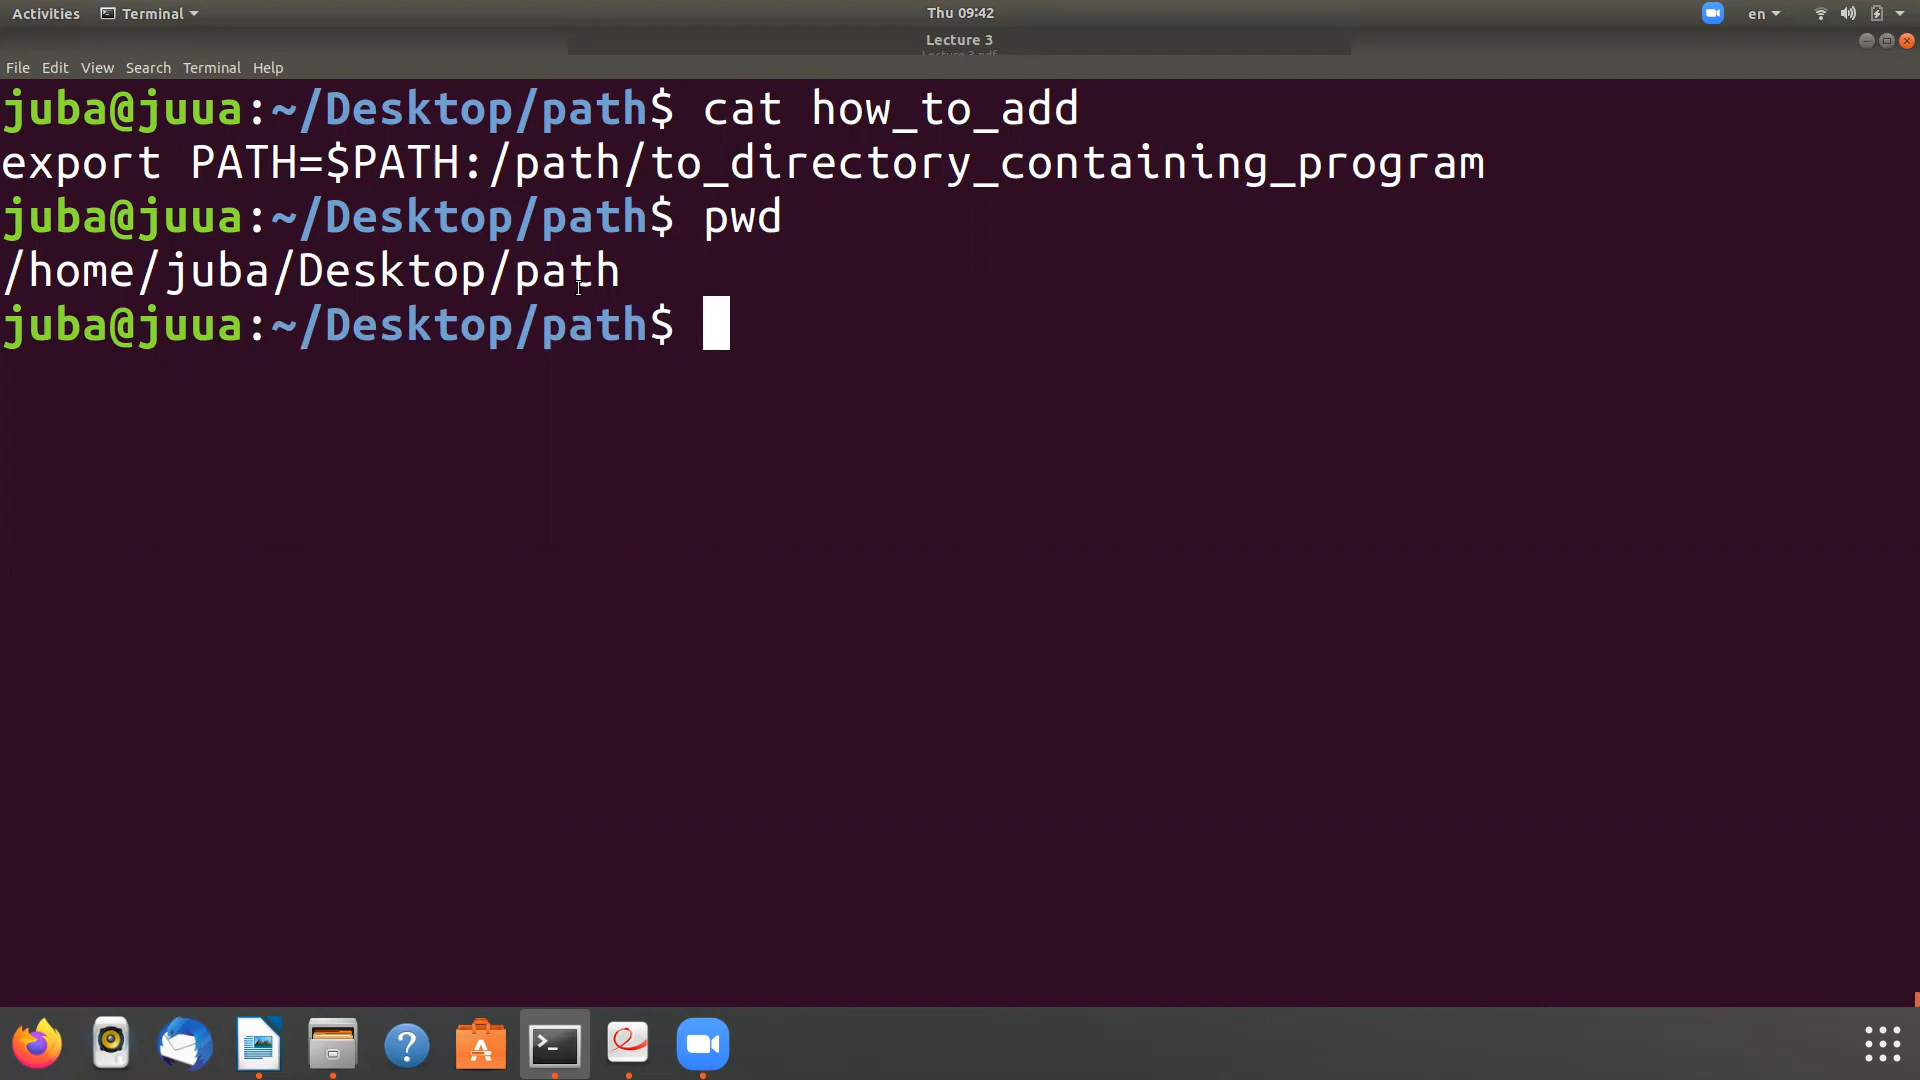 Activities Terminal Thu 09:42 en
Lecture 3
File Edit View Search Terminal Help
juba@juua:~/Desktop/path$ cat how_to_add
export PATH=$PATH:/path/to_directory_containing_program
juba@juua:~/Desktop/path$ pwd
/home/juba/Desktop/path
juba@juua:~/Desktop/path$